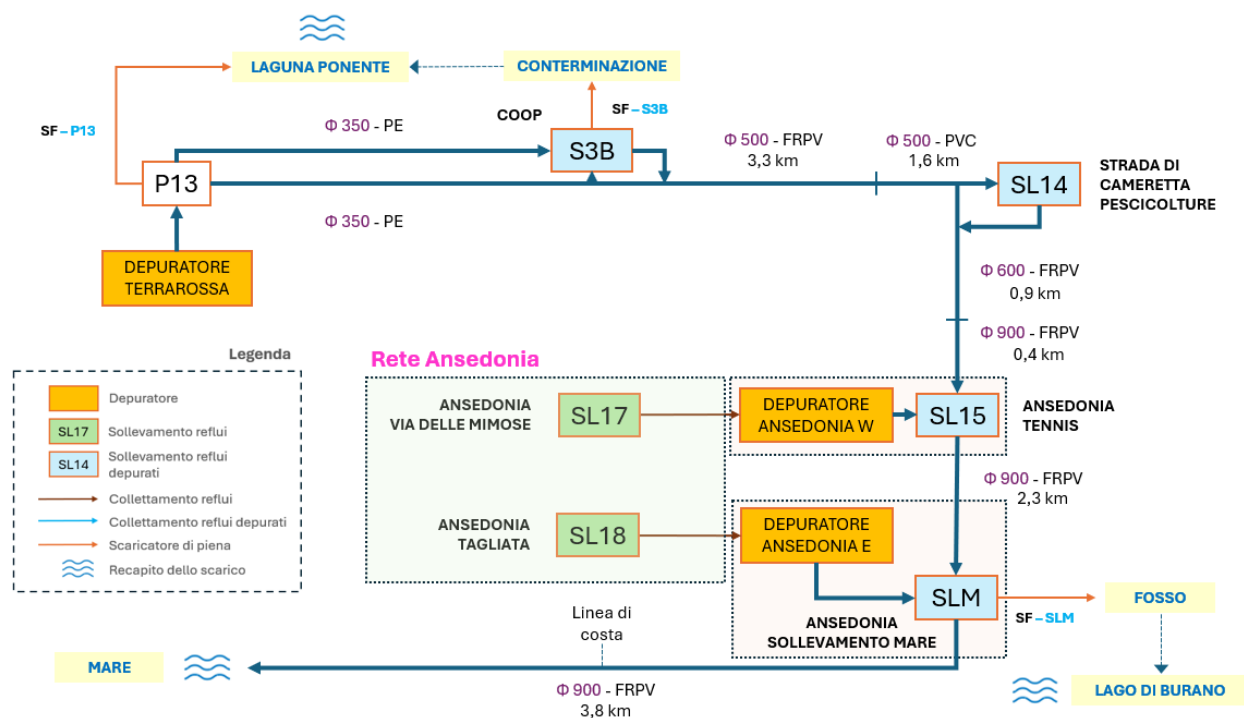 LAGUNA PONENTE
CONTERMINAZIONE
COOP
SF – S3B
SF – P13
Φ 350 - PE
S3B
Φ 500 - FRPV
3,3 km
Φ 500 - PVC
1,6 km
P13
SL14
STRADA DI
CAMERETTA
PESCICOLTURE
Φ 350 - PE
DEPURATORE
TERRAROSSA
Φ 600 - FRPV
0,9 km
Φ 900 - FRPV
0,4 km
Legenda
Depuratore
SL17
Sollevamento reflui
SL14
Sollevamento reflui
depurati
Collettamento reflui
Collettamento reflui depurati
Scaricatore di piena
Recapito dello scarico
Rete Ansedonia
ANSEDONIA
VIA DELLE MIMOSE
SL17
DEPURATORE
ANSEDONIA W
SL15
ANSEDONIA
TENNIS
Φ 900 - FRPV
2,3 km
ANSEDONIA
TAGLIATA
SL18
DEPURATORE
ANSEDONIA E
SLM
ANSEDONIA
SOLLEVAMENTO MARE
SF – SLM
FOSSO
LAGO DI BURANO
Linea di
costa
MARE
Φ 900 - FRPV
3,8 km